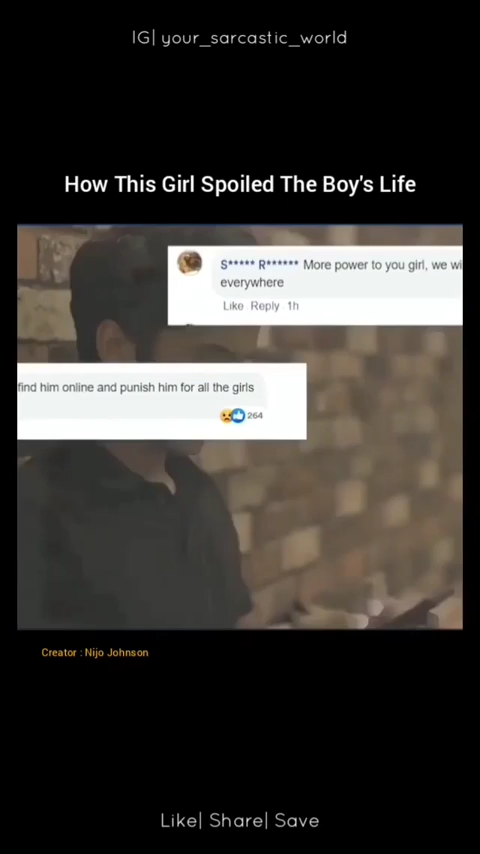 IG| your_sarcastic_world
How This Girl Spoiled The Boy's Life
S***** R****** More power to you girl, we wi
everywhere
Like Reply 1h
find him online and punish him for all the girls
264
Creator : Nijo Johnson
Like| Share| Save